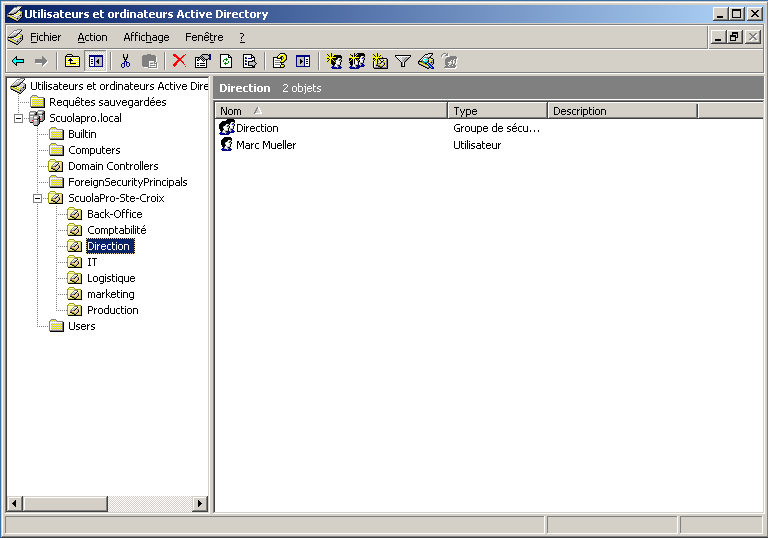 Utilisateurs et ordinateurs Active Directory
Fichier Action Affichage Fenêtre ?
Utilisateurs et ordinateurs Active Dire
Requêtes sauvegardées
Scuolapro.local
Builtin
Computers
Domain Controllers
ForeignSecurityPrincipals
ScuolaPro-Ste-Croix
Back-Office
Comptabilité
Direction
IT
Logistique
marketing
Production
Users
Direction 2 objets
Nom Type Description
Direction Groupe de sécu...
Marc Mueller Utilisateur